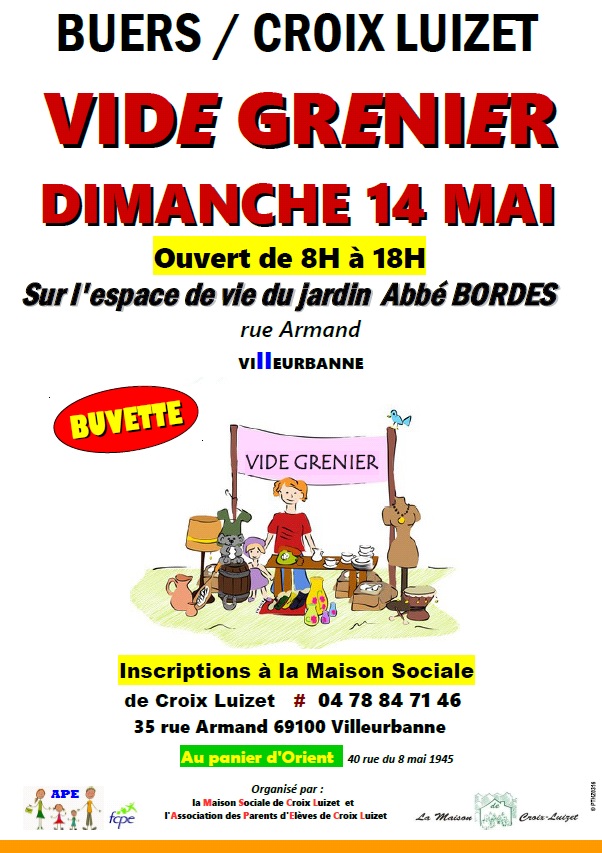 BUERS / CROIX LUIZET
VIDE GRENIER
DIMANCHE 14 MAI
Ouvert de 8H à 18H
Sur l'espace de vie du jardin Abbé BORDES
rue Armand
VIllEURBANNE
BUVETTE
VIDE GRENIER
Inscriptions à la Maison Sociale
de Croix Luizet # 04 78 84 71 46
35 rue Armand 69100 Villeurbanne
Au panier d'Orient 40 rue du 8 mai 1945
APE
fcpe
Organisé par :
la Maison Sociale de Croix Luizet et
l'Association des Parents d'Elèves de Croix Luizet
La Maison de Croix-Luizet